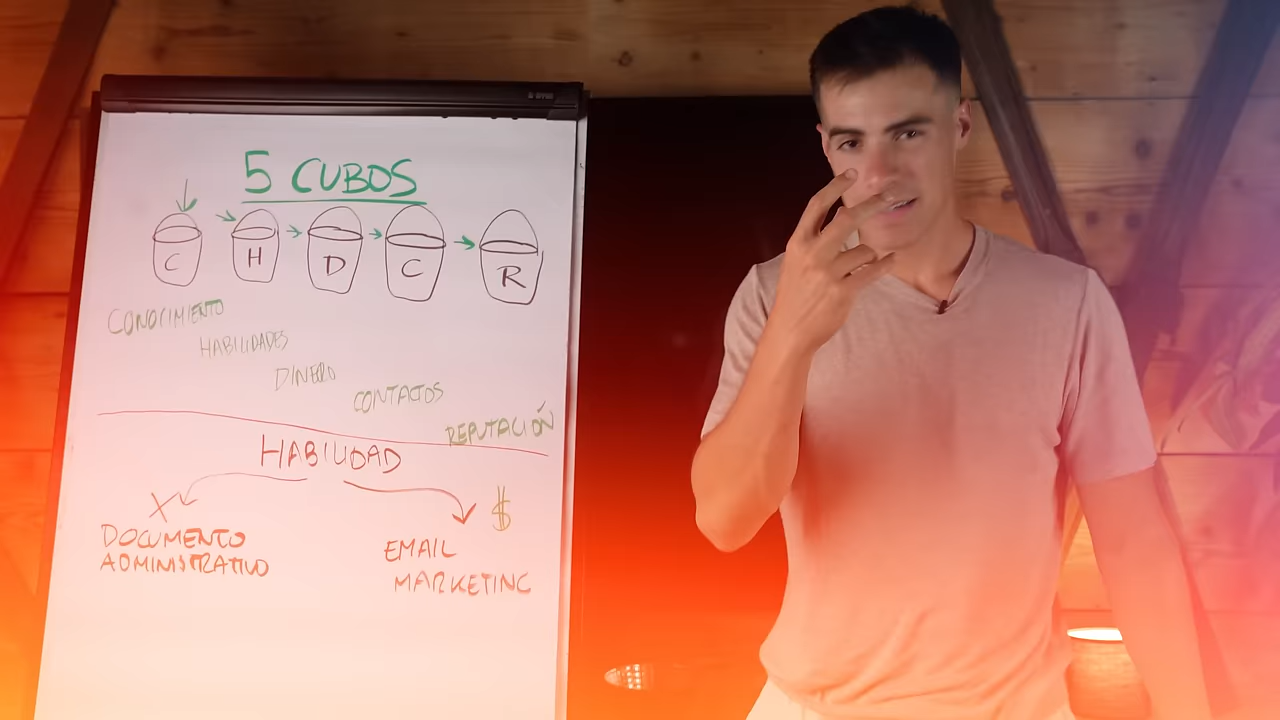 5 CUBOS
C H D C R
CONOCIMIENTO
HABILIDADES
DINERO
CONTACTOS
REPUTACIÓN
HABILIDAD
X $
DOCUMENTO
ADMINISTRATIVO
EMAIL
MARKETING